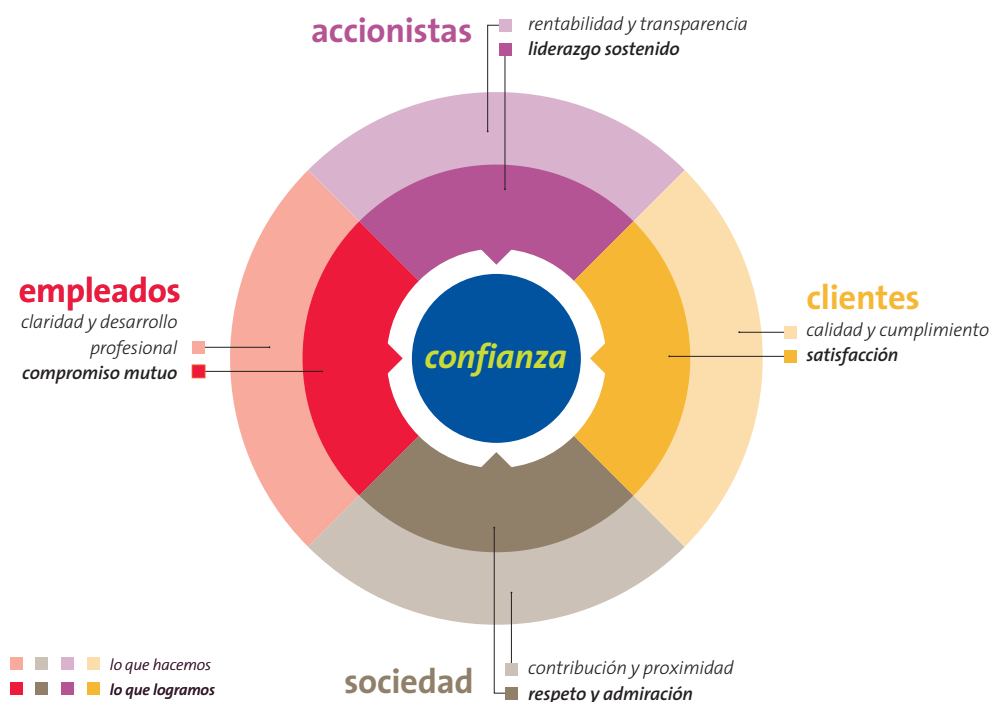 accionistas
rentabilidad y transparencia
liderazgo sostenido
empleados
claridad y desarrollo
profesional
compromiso mutuo
confianza
clientes
calidad y cumplimiento
satisfacción
sociedad
contribución y proximidad
respeto y admiración
lo que hacemos
lo que logramos